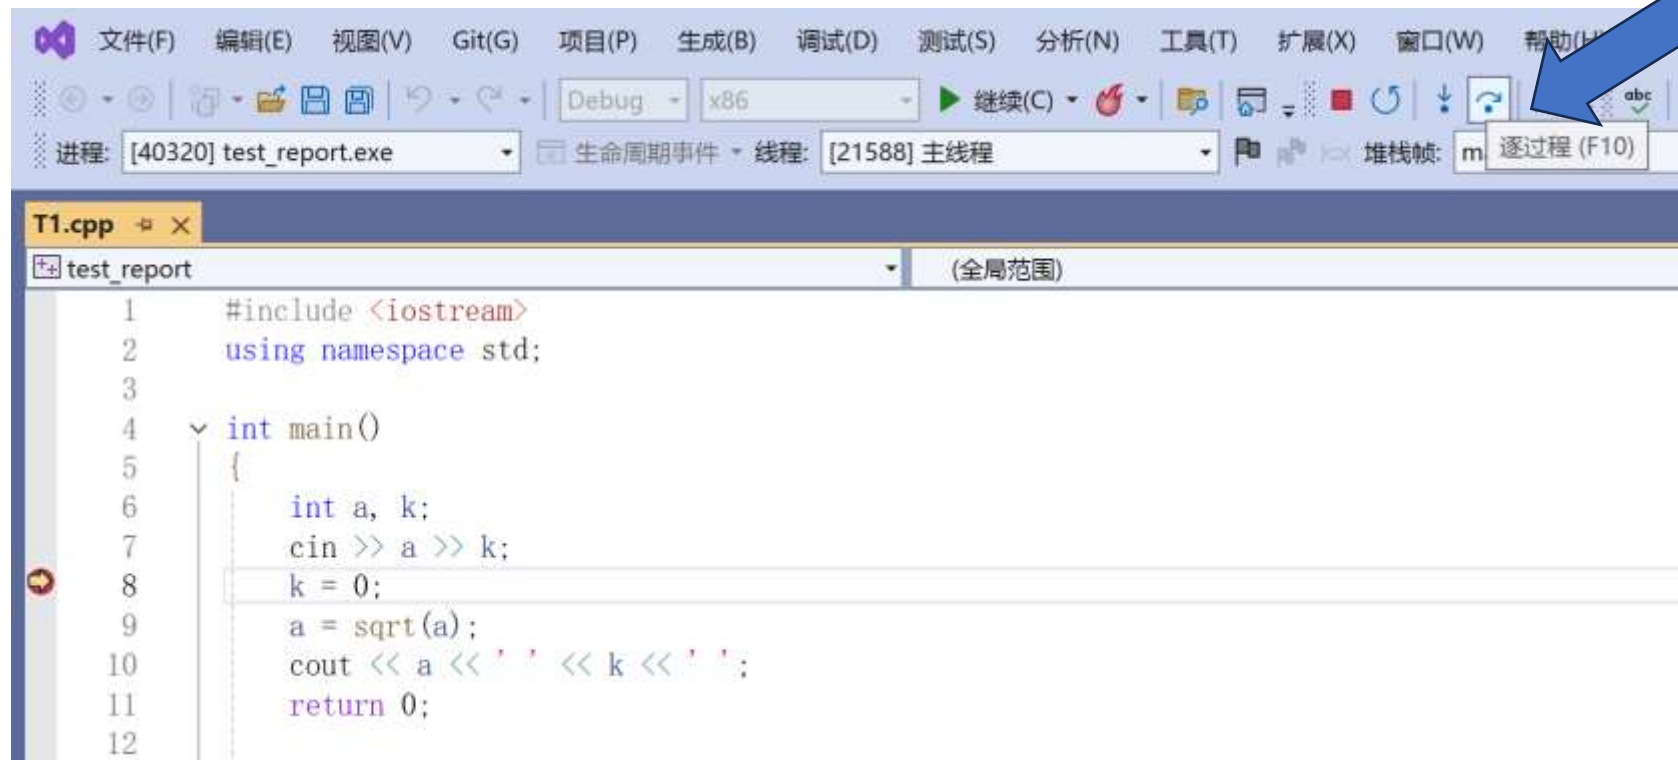 文件(F) 编辑(E) 视图(V) Git(G) 项目(P) 生成(B) 调试(D) 测试(S) 分析(N) 工具(T) 扩展(X) 窗口(W) 帮助(H)
Debug x86 继续(C) abc
进程: [40320] test_report.exe 生命周期事件 线程: [21588] 主线程 堆栈帧: m 逐过程 (F10)
T1.cpp
test_report (全局范围)
1 #include <iostream>
2 using namespace std;
3
4 int main()
5 {
6 int a, k;
7 cin >> a >> k;
8 k = 0;
9 a = sqrt(a);
10 cout << a << ' ' << k << ' ';
11 return 0;
12